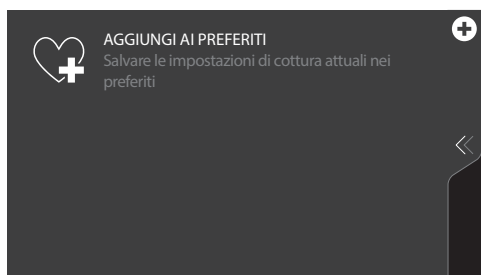 AGGIUNGI AI PREFERITI
Salvare le impostazioni di cottura attuali nei
preferiti